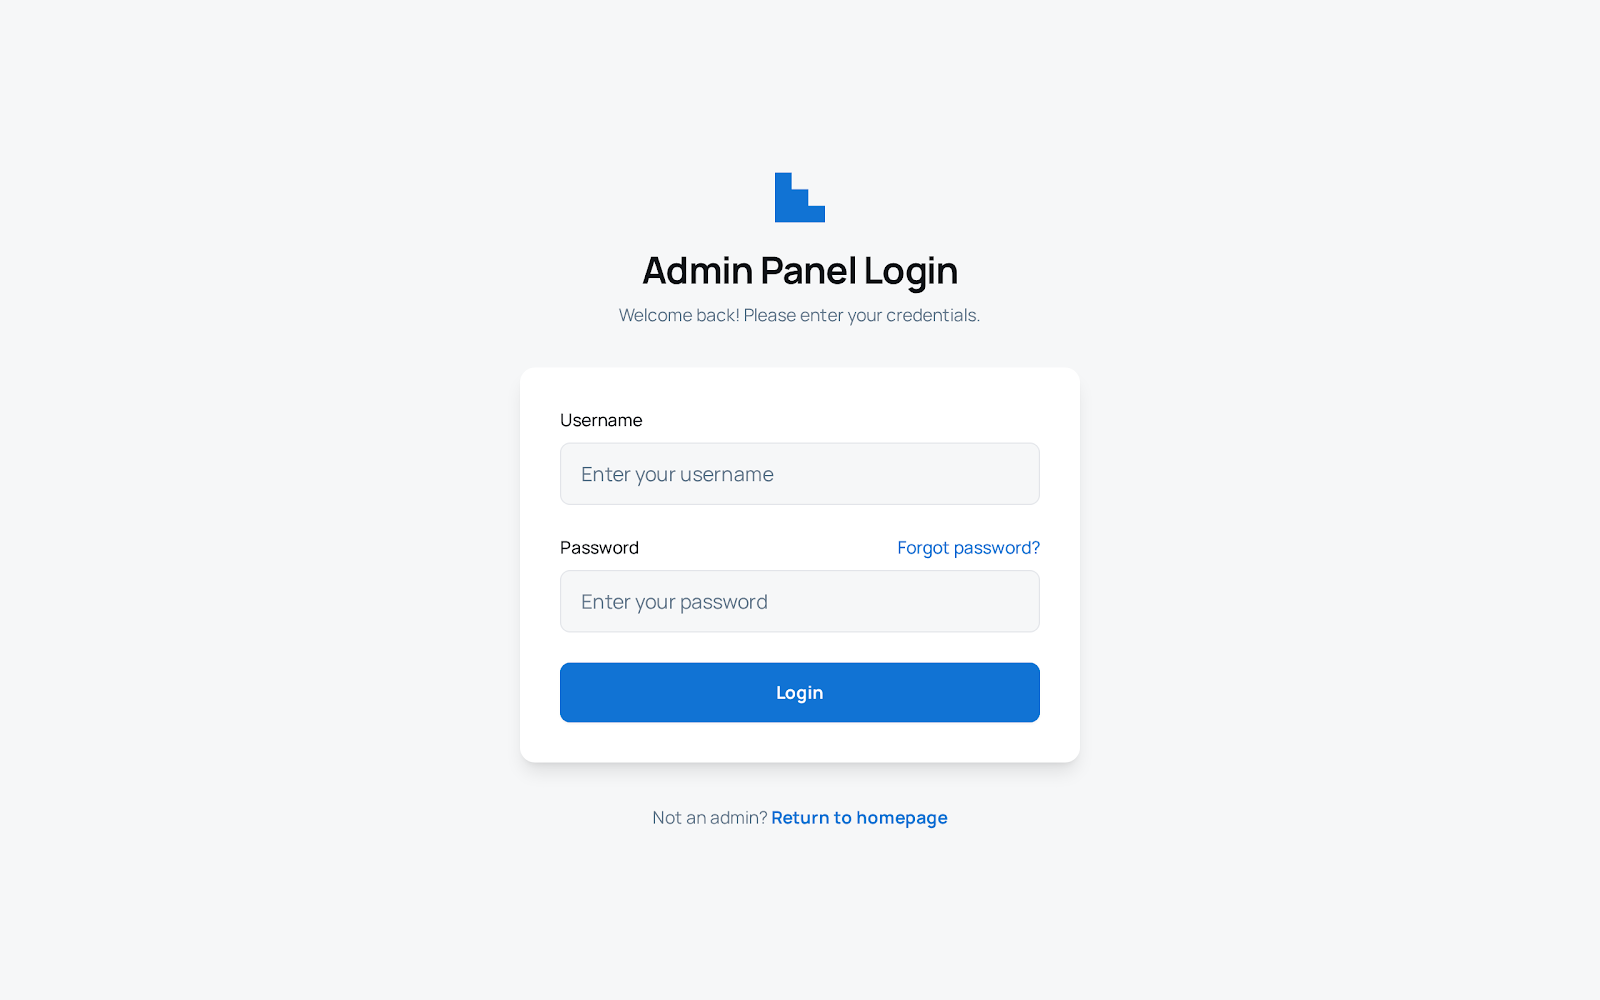 Admin Panel Login
Welcome back! Please enter your credentials.
Username
Enter your username
Password Forgot password?
Enter your password
Login
Not an admin? Return to homepage